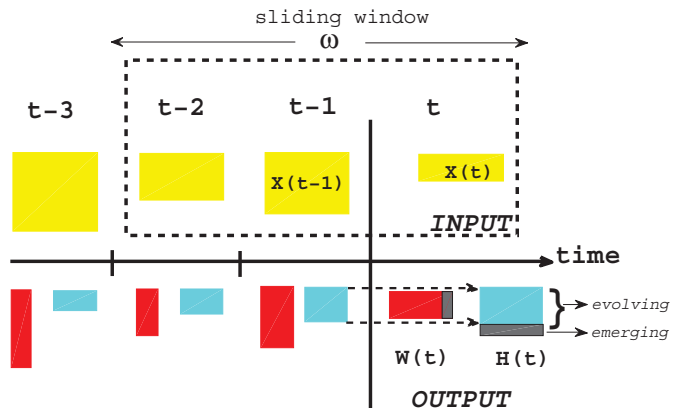 sliding window
ω
t-3
t-2
t-1
t
X(t-1)
X(t)
INPUT
time
evolving
emerging
W(t)
H(t)
OUTPUT